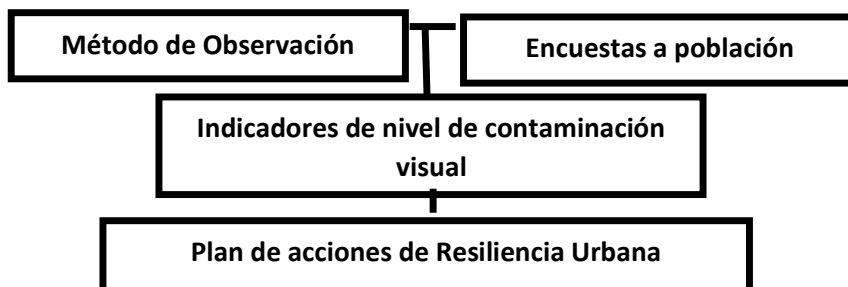 Método de Observación
Encuestas a población
Indicadores de nivel de contaminación
visual
Plan de acciones de Resiliencia Urbana